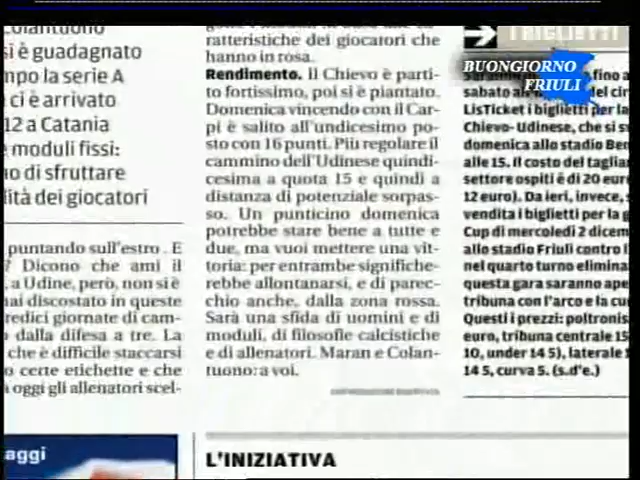 colantuono
si è guadagnato
mpo la serie A
ci è arrivato
12 a Catania
moduli fissi:
o di sfruttare
lità dei giocatori
puntando sull'estro. E
? Dicono che ami il
a Udine, però, non si è
mai discostato in queste
redici giornate di cam-
dalla difesa a tre. La
che è difficile staccarsi
o certe etichette e che
oggi gli allenatori scel-
aggi
ratteristiche dei giocatori che
hanno in rosa.
Rendimento. Il Chievo è parti-
to fortissimo, poi si è piantato.
Domenica vincendo con il Car-
pi è salito all'undicesimo po-
sto con 16 punti. Più regolare il
cammino dell'Udinese quindi-
cesima a quota 15 e quindi a
distanza di potenziale sorpas-
so. Un punticino domenica
potrebbe stare bene a tutte e
due, ma vuoi mettere una vit-
toria: per entrambe significhe-
rebbe allontanarsi, e di parec-
chio anche, dalla zona rossa.
Sarà una sfida di uomini e di
moduli, di filosofie calcistiche
e di allenatori. Maran e Colan-
tuono: a voi.
L'INIZIATIVA
I BIGLIETTI
BUONGIORNO
FRIULI
fino a
sabato al del cir
LisTicket i biglietti per la
Chievo-Udinese, che si s
domenica allo stadio Ben
alle 15. Il costo del taglia
settore ospiti è di 20 eur
12 euro). Da ieri, invece, s
vendita i biglietti per la g
Cup di mercoledì 2 dicem
allo stadio Friuli contro l
nel quarto turno elimina
questa gara saranno ape
tribuna con l'arco e la cu
Questi i prezzi: poltronis
euro, tribuna centrale 15
10, under 14 5), laterale 1
14 5, curva 5. (s.d'e.)